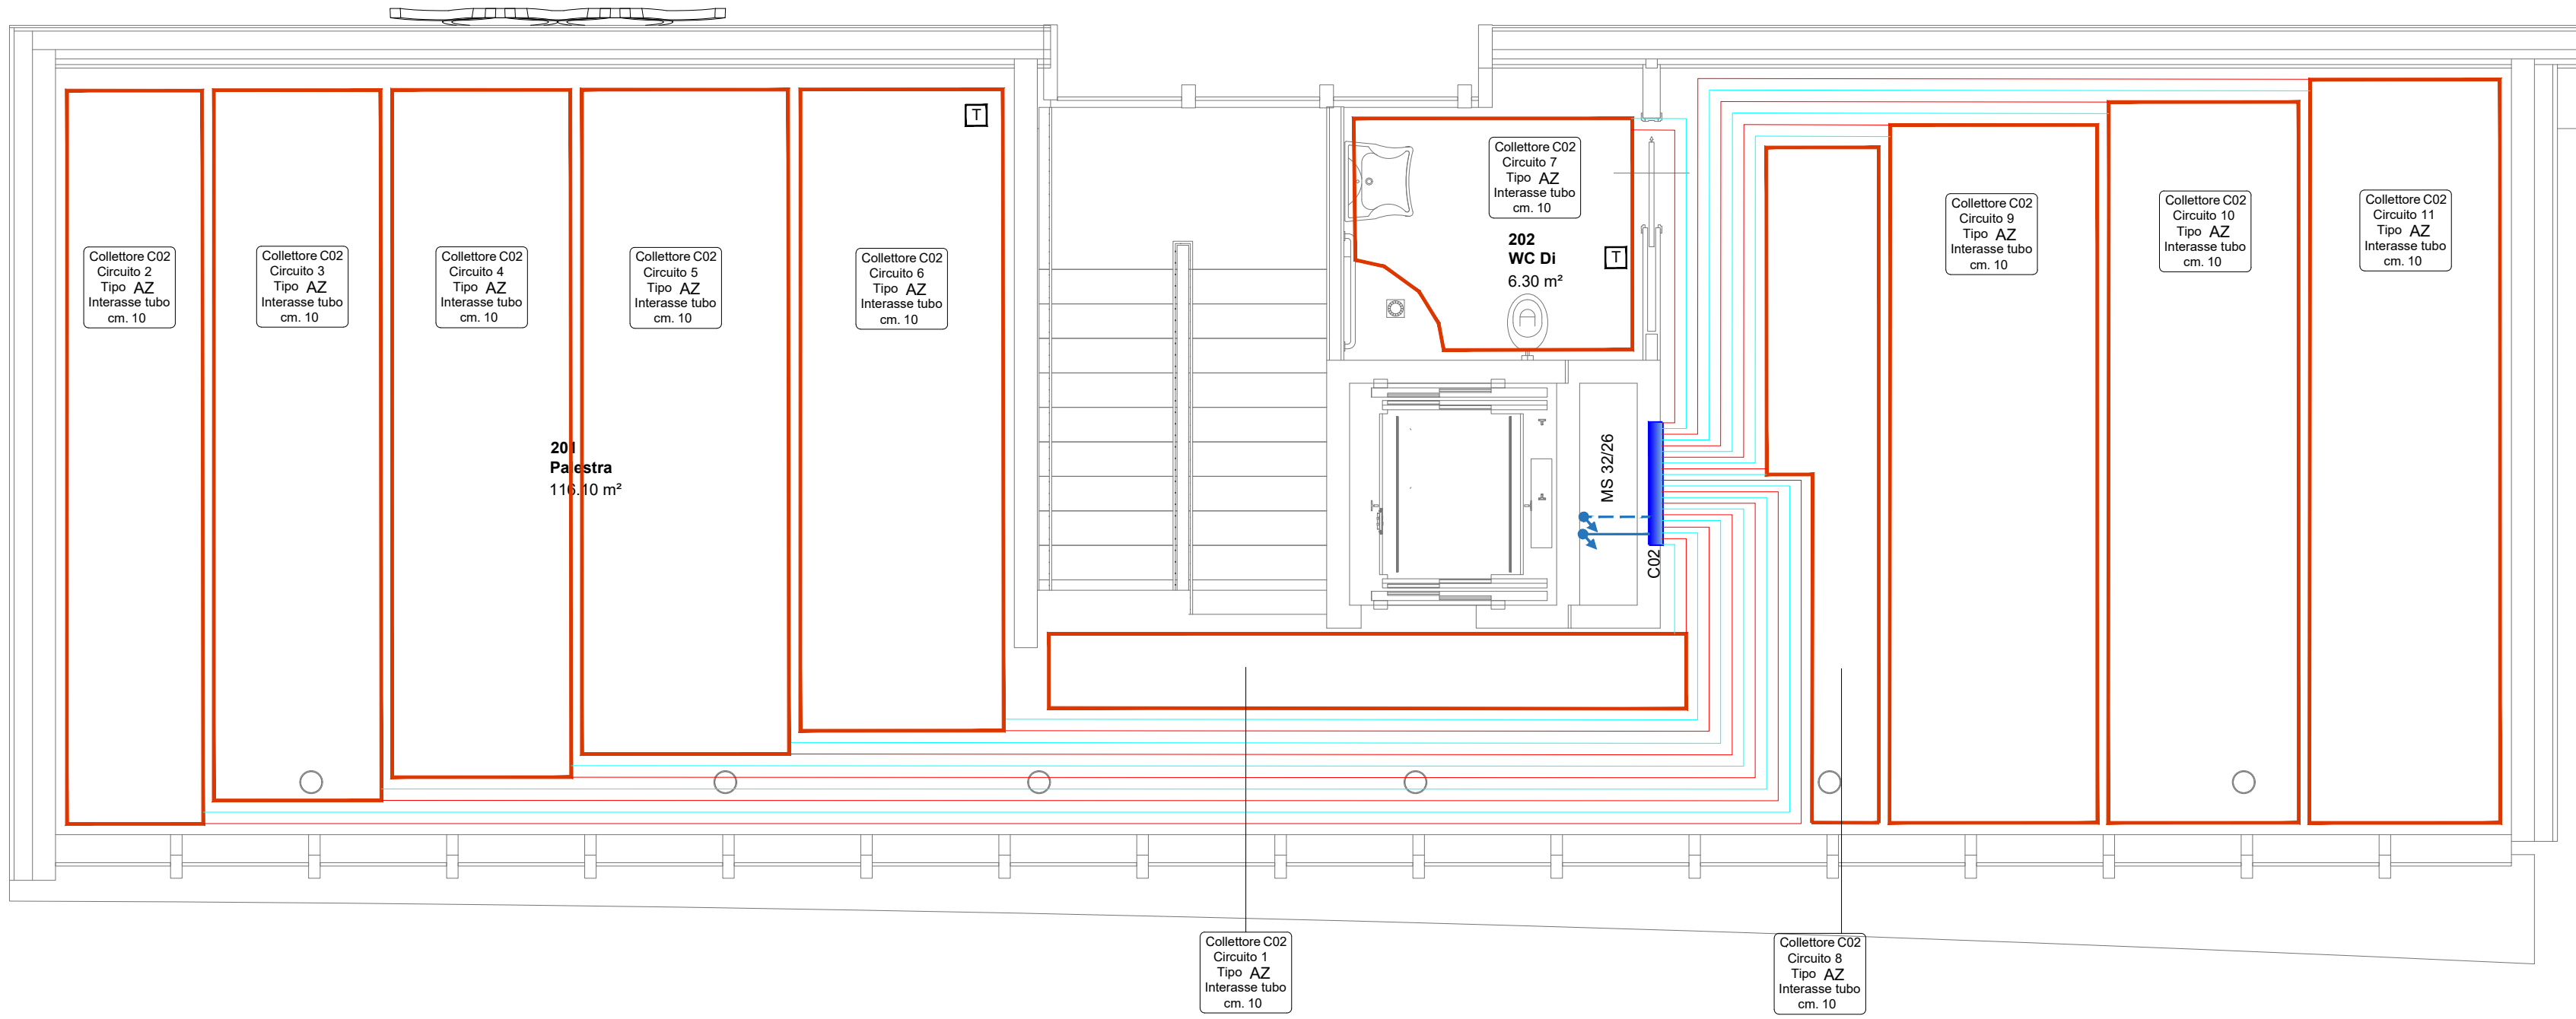 T
Collettore C02
Circuito 7
Tipo AZ
Interasse tubo
cm. 10
202
WC Di
6.30 m²
T
Collettore C02
Circuito 2
Tipo AZ
Interasse tubo
cm. 10
Collettore C02
Circuito 3
Tipo AZ
Interasse tubo
cm. 10
Collettore C02
Circuito 4
Tipo AZ
Interasse tubo
cm. 10
Collettore C02
Circuito 5
Tipo AZ
Interasse tubo
cm. 10
Collettore C02
Circuito 6
Tipo AZ
Interasse tubo
cm. 10
Collettore C02
Circuito 9
Tipo AZ
Interasse tubo
cm. 10
Collettore C02
Circuito 10
Tipo AZ
Interasse tubo
cm. 10
Collettore C02
Circuito 11
Tipo AZ
Interasse tubo
cm. 10
201
Palestra
116.10 m²
MS 32/26
C02
Collettore C02
Circuito 1
Tipo AZ
Interasse tubo
cm. 10
Collettore C02
Circuito 8
Tipo AZ
Interasse tubo
cm. 10